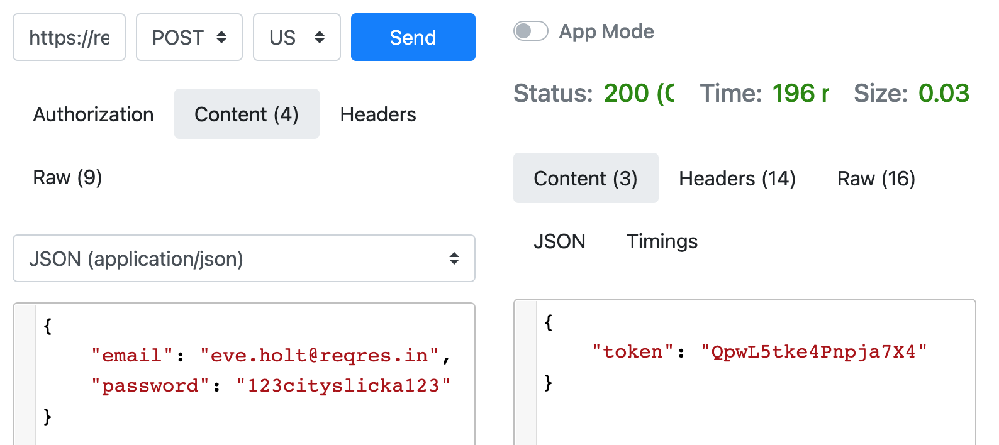 https://re POST US Send
Authorization Content (4) Headers
Raw (9)
JSON (application/json)
{
"email": "eve.holt@reqres.in",
"password": "123cityslicka123"
}
App Mode
Status: 200 ( Time: 196 Size: 0.03
Content (3) Headers (14) Raw (16)
JSON Timings
{
"token": "QpwL5tke4Pnpja7X4"
}